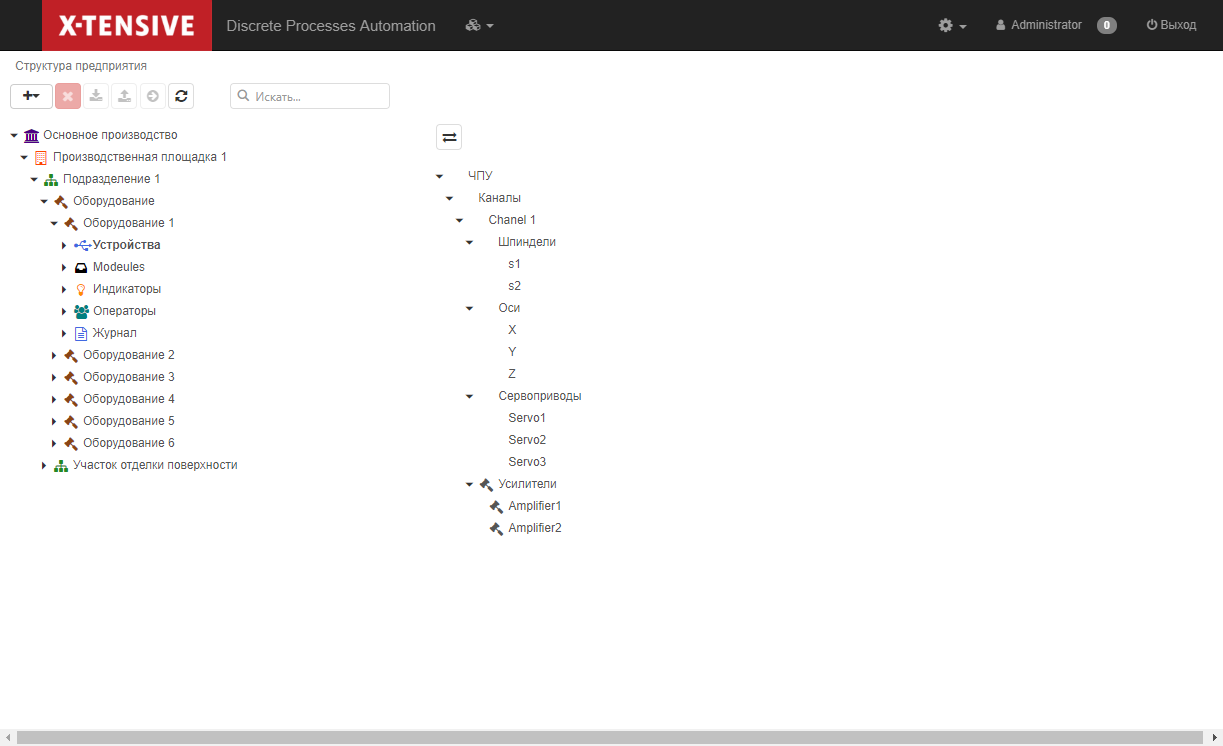 X-TENSIVE Discrete Processes Automation Administrator 0 Выход
Структура предприятия
Искать...
Основное производство
Производственная площадка 1
Подразделение 1
Оборудование
Оборудование 1
Устройства
Modeules
Индикаторы
Операторы
Журнал
Оборудование 2
Оборудование 3
Оборудование 4
Оборудование 5
Оборудование 6
Участок отделки поверхности
ЧПУ
Каналы
Chanel 1
Шпиндели
s1
s2
Оси
X
Y
Z
Сервоприводы
Servo1
Servo2
Servo3
Усилители
Amplifier1
Amplifier2